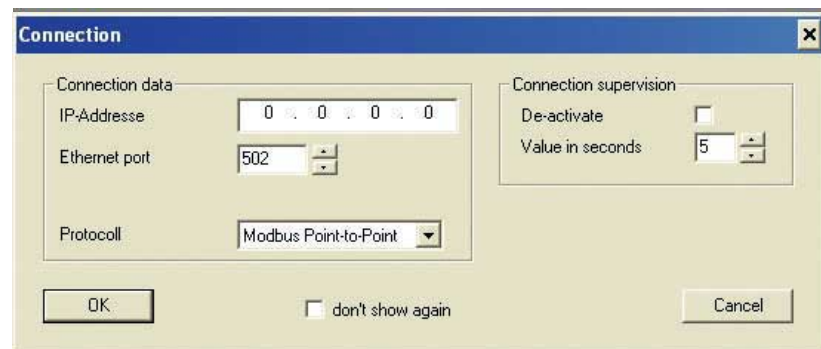 Connection
Connection data
IP-Addresse 0 . 0 . 0 . 0
Ethernet port 502
Protocoll Modbus Point-to-Point
Connection supervision
De-activate
Value in seconds 5
OK
don't show again
Cancel